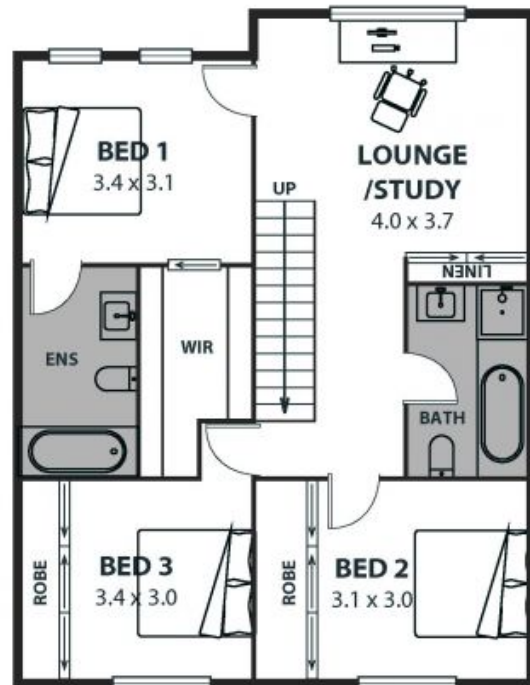 BED 1
3.4 x 3.1
LOUNGE
/STUDY
4.0 x 3.7
UP
LINEN
ENS
WIR
BATH
ROBE
BED 3
3.4 x 3.0
ROBE
BED 2
3.1 x 3.0